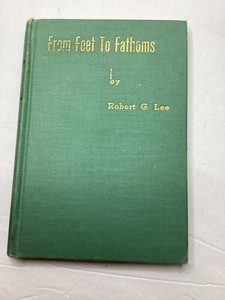 From Feet To Fathoms
by
Robert G. Lee